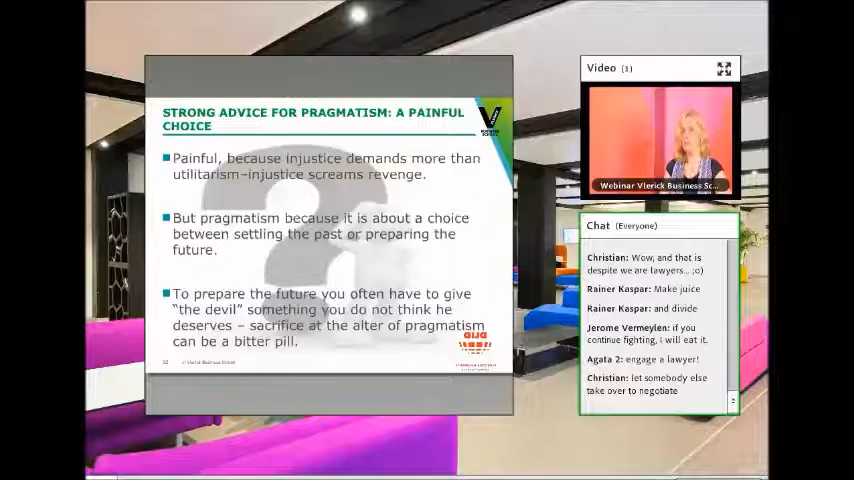 STRONG ADVICE FOR PRAGMATISM: A PAINFUL
CHOICE
Painful, because injustice demands more than
utilitarism–injustice screams revenge.
But pragmatism because it is about a choice
between settling the past or preparing the
future.
To prepare the future you often have to give
"the devil" something you do not think he
deserves – sacrifice at the alter of pragmatism
can be a bitter pill.
32 © Vlerick Business School
Video (1)
Webinar Vlerick Business Sc...
Chat (Everyone)
Christian: Wow, and that is
despite we are lawyers... ;o)
Rainer Kaspar: Make juice
Rainer Kaspar: and divide
Jerome Vermeylen: if you
continue fighting, I will eat it.
Agata 2: engage a lawyer!
Christian: let somebody else
take over to negotiate